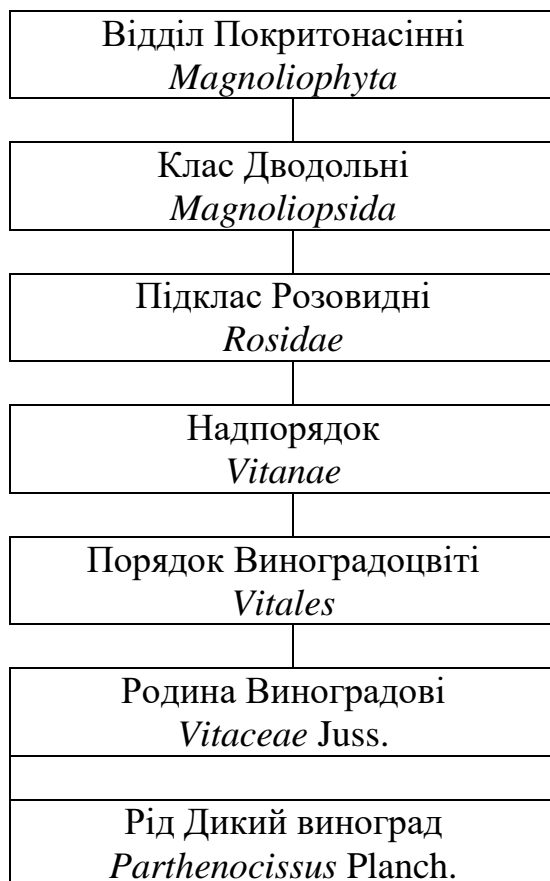 Відділ Покритонасінні
Magnoliophyta
Клас Дводольні
Magnoliopsida
Підклас Розовидні
Rosidae
Надпорядок
Vitanae
Порядок Виноградоцвіті
Vitales
Родина Виноградові
Vitaceae Juss.
Рід Дикий виноград
Parthenocissus Planch.